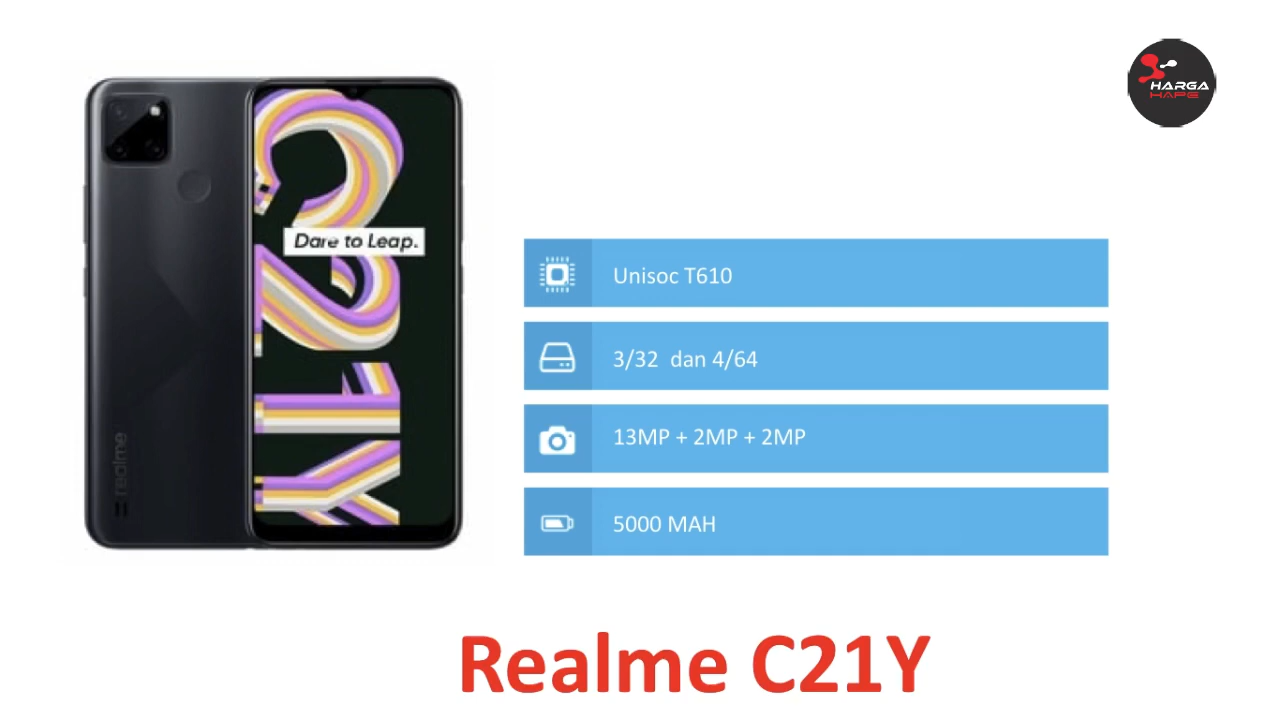 HARGA
HAPE
Dare to Leap.
C21Y
realme
Unisoc T610
3/32 dan 4/64
13MP + 2MP + 2MP
5000 MAH
Realme C21Y